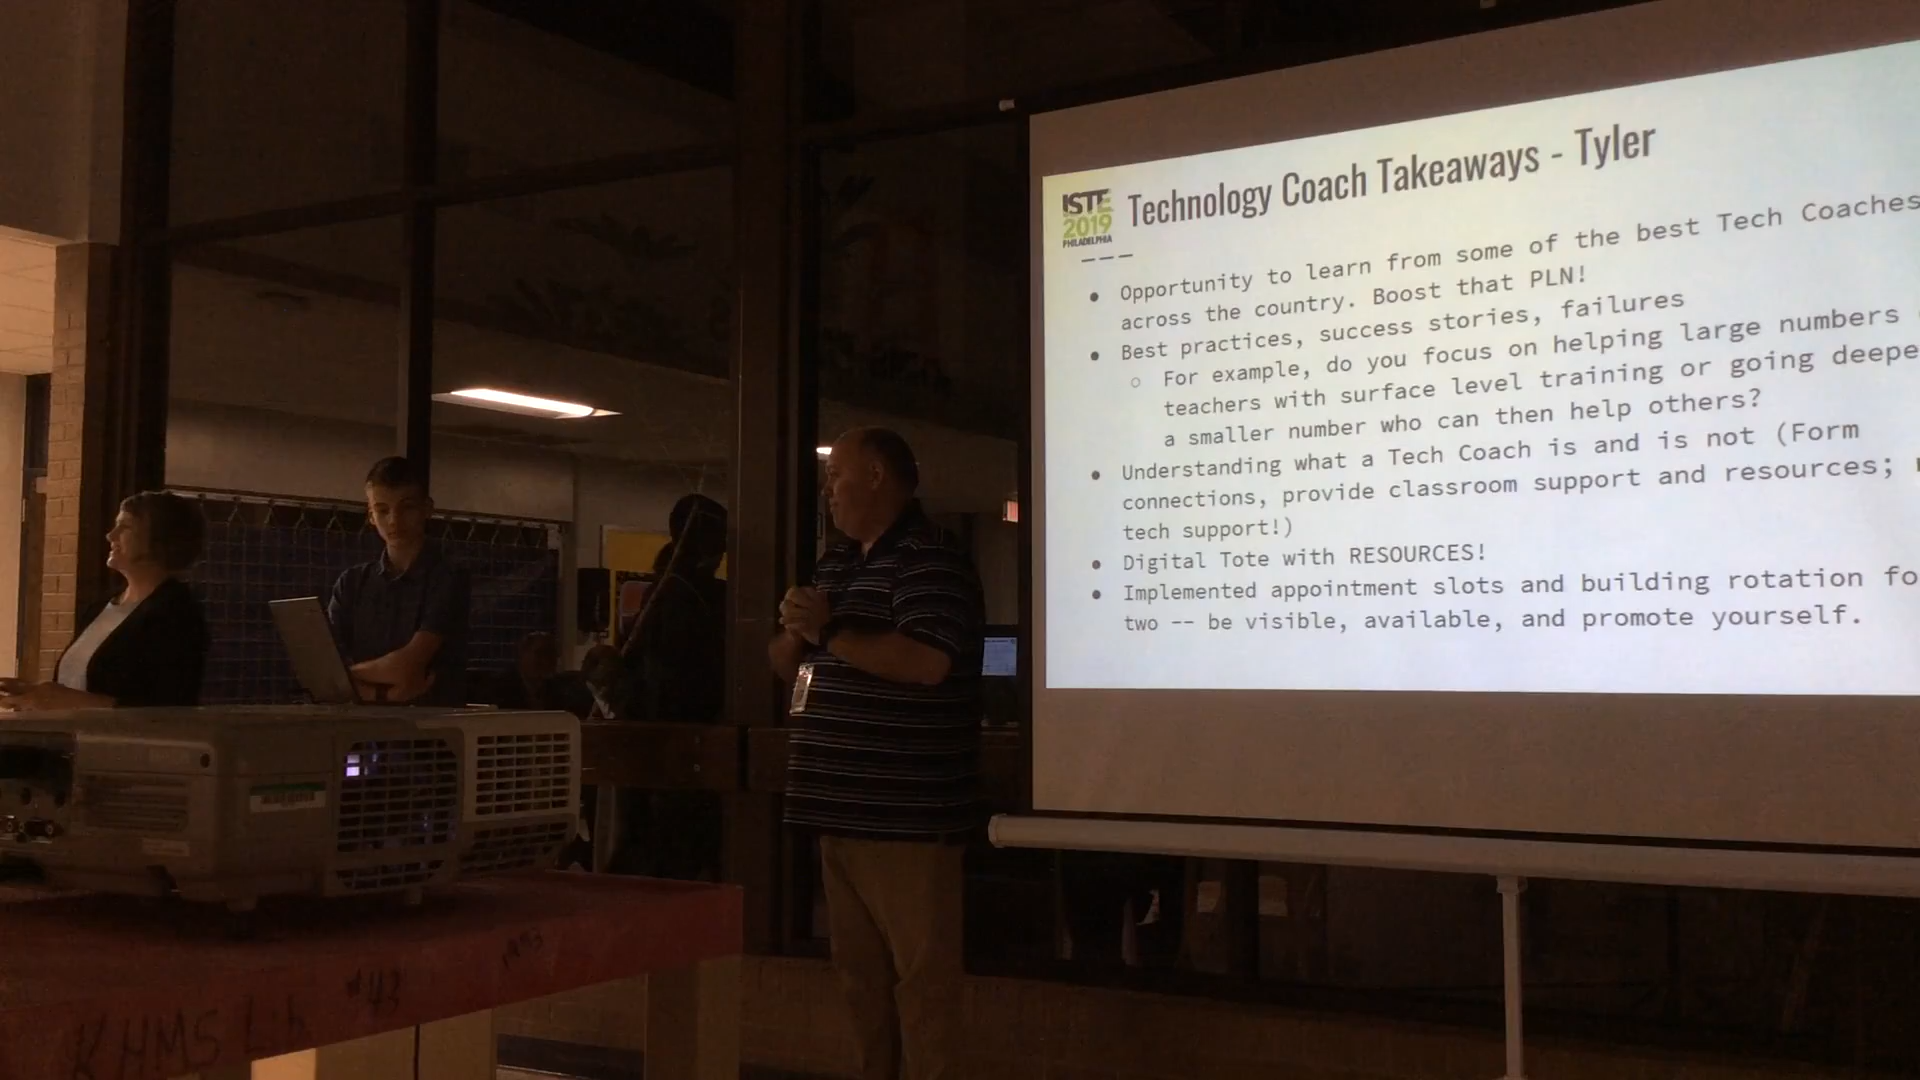 Technology Coach Takeaways - Tyler
ISTE
2019
PHILADELPHIA
● Opportunity to learn from some of the best Tech Coaches
across the country. Boost that PLN!
● Best practices, success stories, failures
○ For example, do you focus on helping large numbers
teachers with surface level training or going deepe
a smaller number who can then help others?
● Understanding what a Tech Coach is and is not (Form
connections, provide classroom support and resources;
tech support!)
● Digital Tote with RESOURCES!
● Implemented appointment slots and building rotation fo
two -- be visible, available, and promote yourself.
KHMS Lib #42